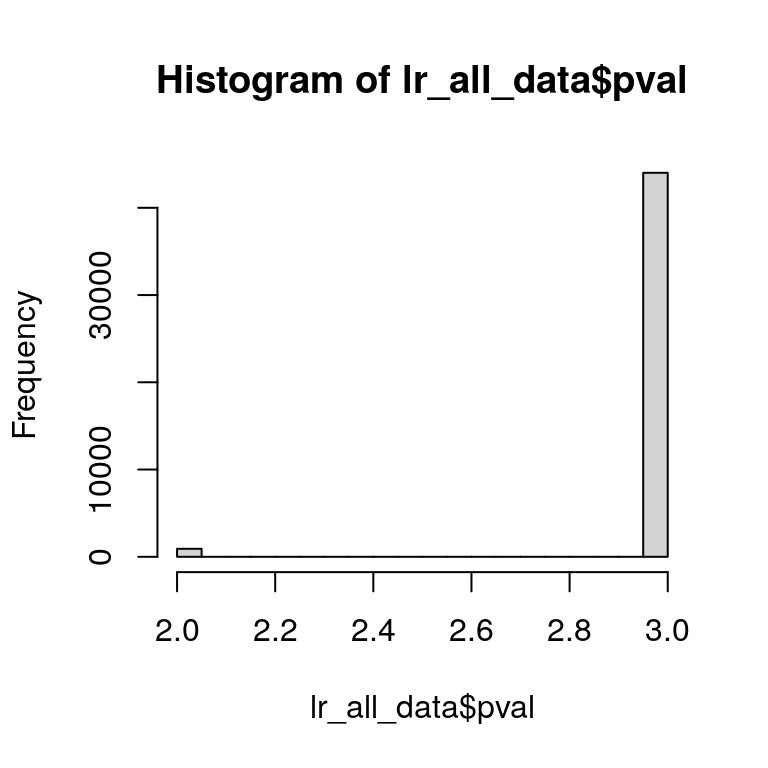 Histogram of lr_all_data$pval
Frequency
30000
10000
0
2.0 2.2 2.4 2.6 2.8 3.0
lr_all_data$pval